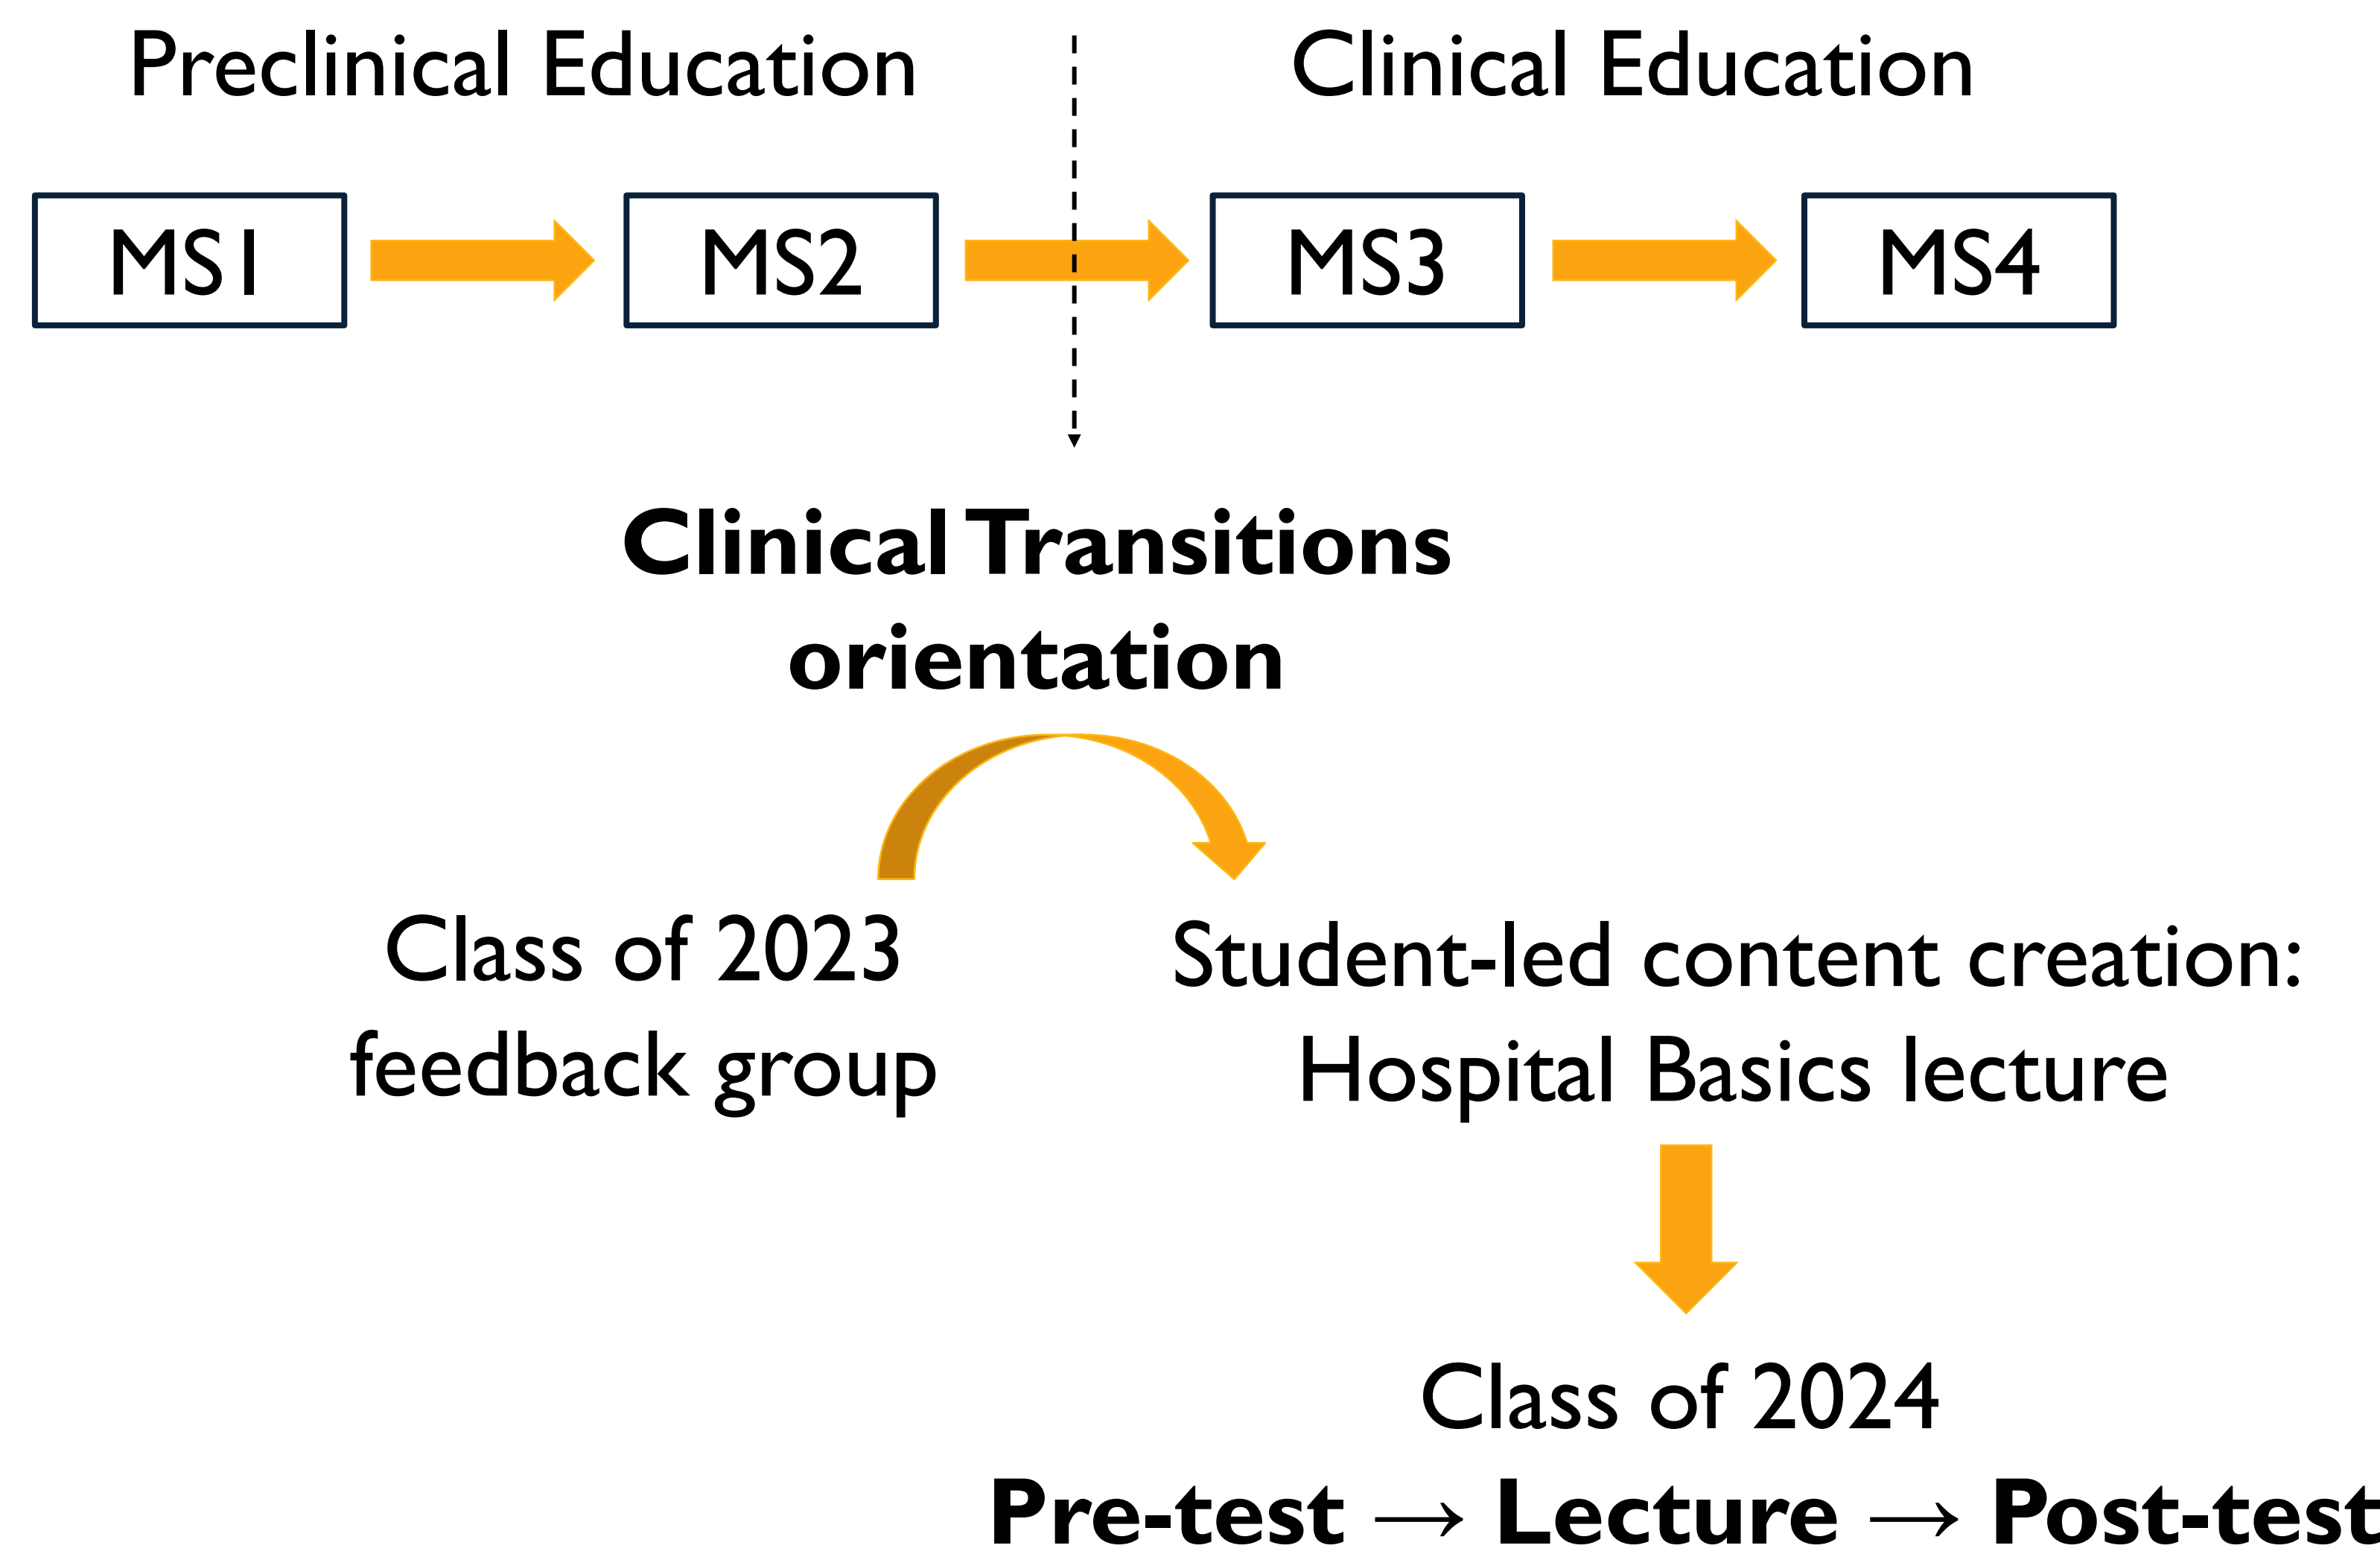 Preclinical Education
Clinical Education
MS1
MS2
MS3
MS4
Clinical Transitions
orientation
Class of 2023
feedback group
Student-led content creation:
Hospital Basics lecture
Class of 2024
Pre-test → Lecture → Post-test